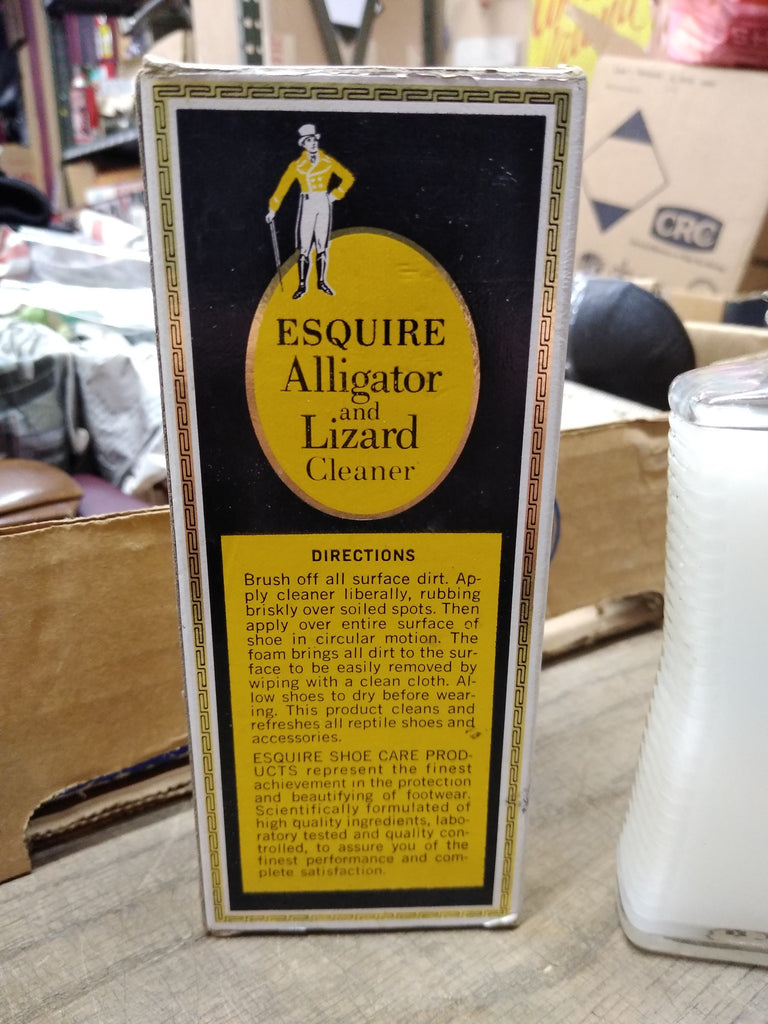 ESQUIRE
Alligator
and
Lizard
Cleaner
DIRECTIONS
Brush off all surface dirt. Ap-
ply cleaner liberally, rubbing
briskly over soiled spots. Then
apply over entire surface of
shoe in circular motion. The
foam brings all dirt to the sur-
face to be easily removed by
wiping with a clean cloth. Al-
low shoes to dry before wear-
ing. This product cleans and
refreshes all reptile shoes and
accessories.
ESQUIRE SHOE CARE PROD-
UCTS represent the finest
achievement in the protection
and beautifying of footwear.
Scientifically formulated of
high quality ingredients, labo-
ratory tested and quality con-
trolled, to assure you of the
finest performance and com-
plete satisfaction.
CRC